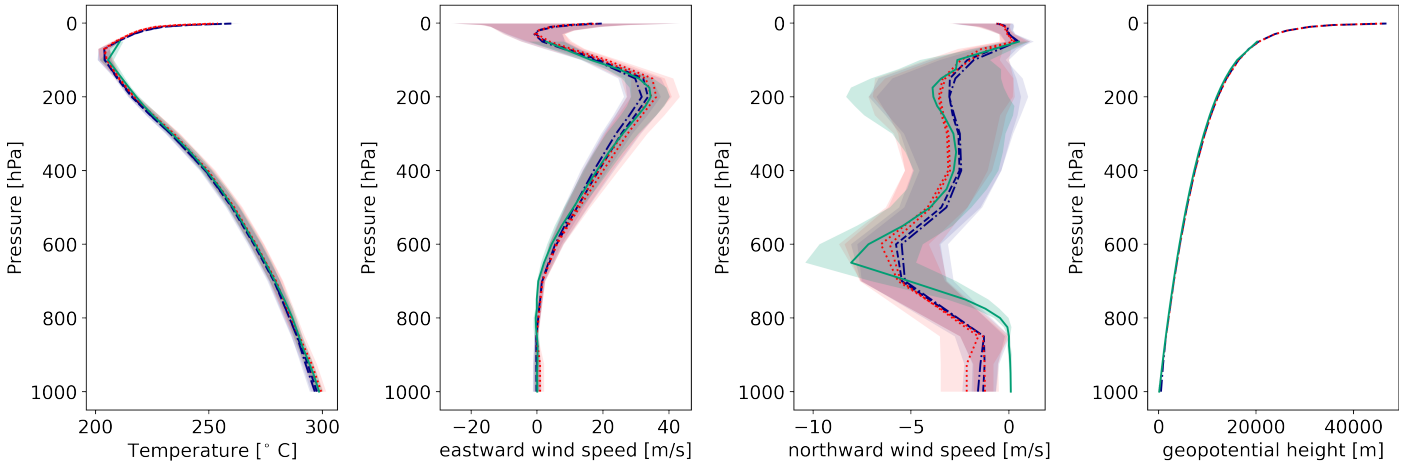 0
200
400
600
800
1000
Pressure [hPa]
200 250 300
Temperature [° C]
0
200
400
600
800
1000
Pressure [hPa]
−20 0 20 40
eastward wind speed [m/s]
0
200
400
600
800
1000
Pressure [hPa]
−10 −5 0
northward wind speed [m/s]
0
200
400
600
800
1000
Pressure [hPa]
0 20000 40000
geopotential height [m]